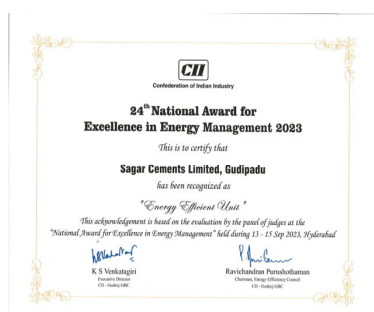 CII
Confederation of Indian Industry
24th National Award for
Excellence in Energy Management 2023
This is to certify that
Sagar Cements Limited, Gudipadu
has been recognized as
"Energy Efficient Unit"
This acknowledgement is based on the evaluation by the panel of judges at the
"National Award for Excellence in Energy Management" held during 13 - 15 Sep 2023, Hyderabad
K S Venkatagiri
Executive Director
CII - Godrej GBC
Ravichandran Purushothaman
Chairman, Energy Efficiency Council
CII - Godrej GBC